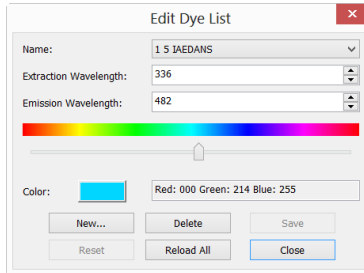 Edit Dye List
Name: 1 5 IAEDANS
Extraction Wavelength: 336
Emission Wavelength: 482
Color: Red: 000 Green: 214 Blue: 255
New... Delete Save
Reset Reload All Close